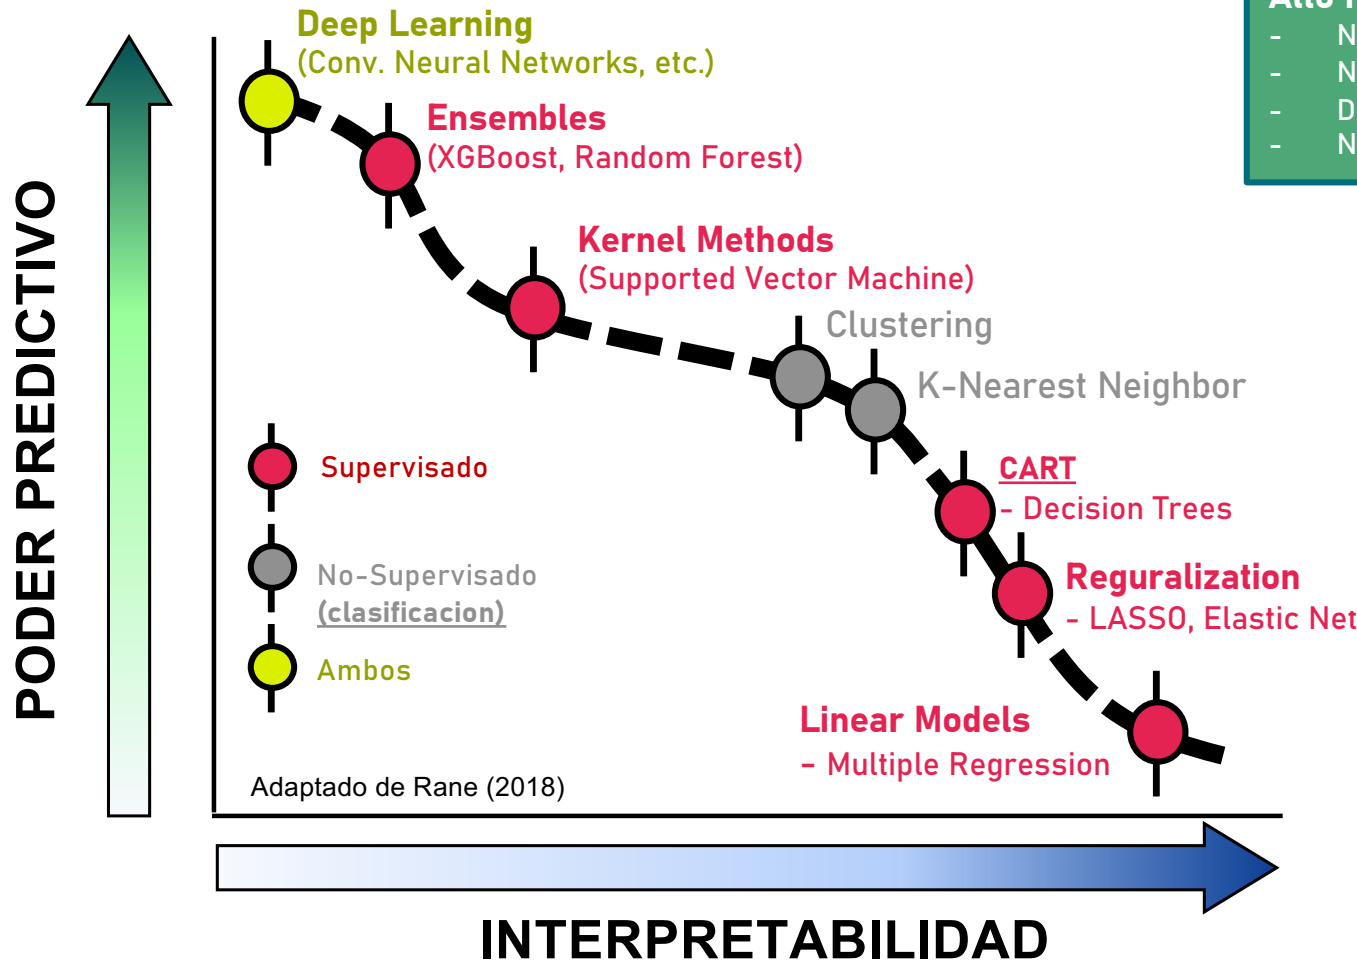 Deep Learning
(Conv. Neural Networks, etc.)
Ensembles
(XGBoost, Random Forest)
Kernel Methods
(Supported Vector Machine)
Clustering
K-Nearest Neighbor
CART
- Decision Trees
Reguralization
- LASSO, Elastic Net
Linear Models
- Multiple Regression
Supervisado
No-Supervisado
(clasificacion)
Ambos
Adaptado de Rane (2018)
PODER PREDICTIVO
INTERPRETABILIDAD